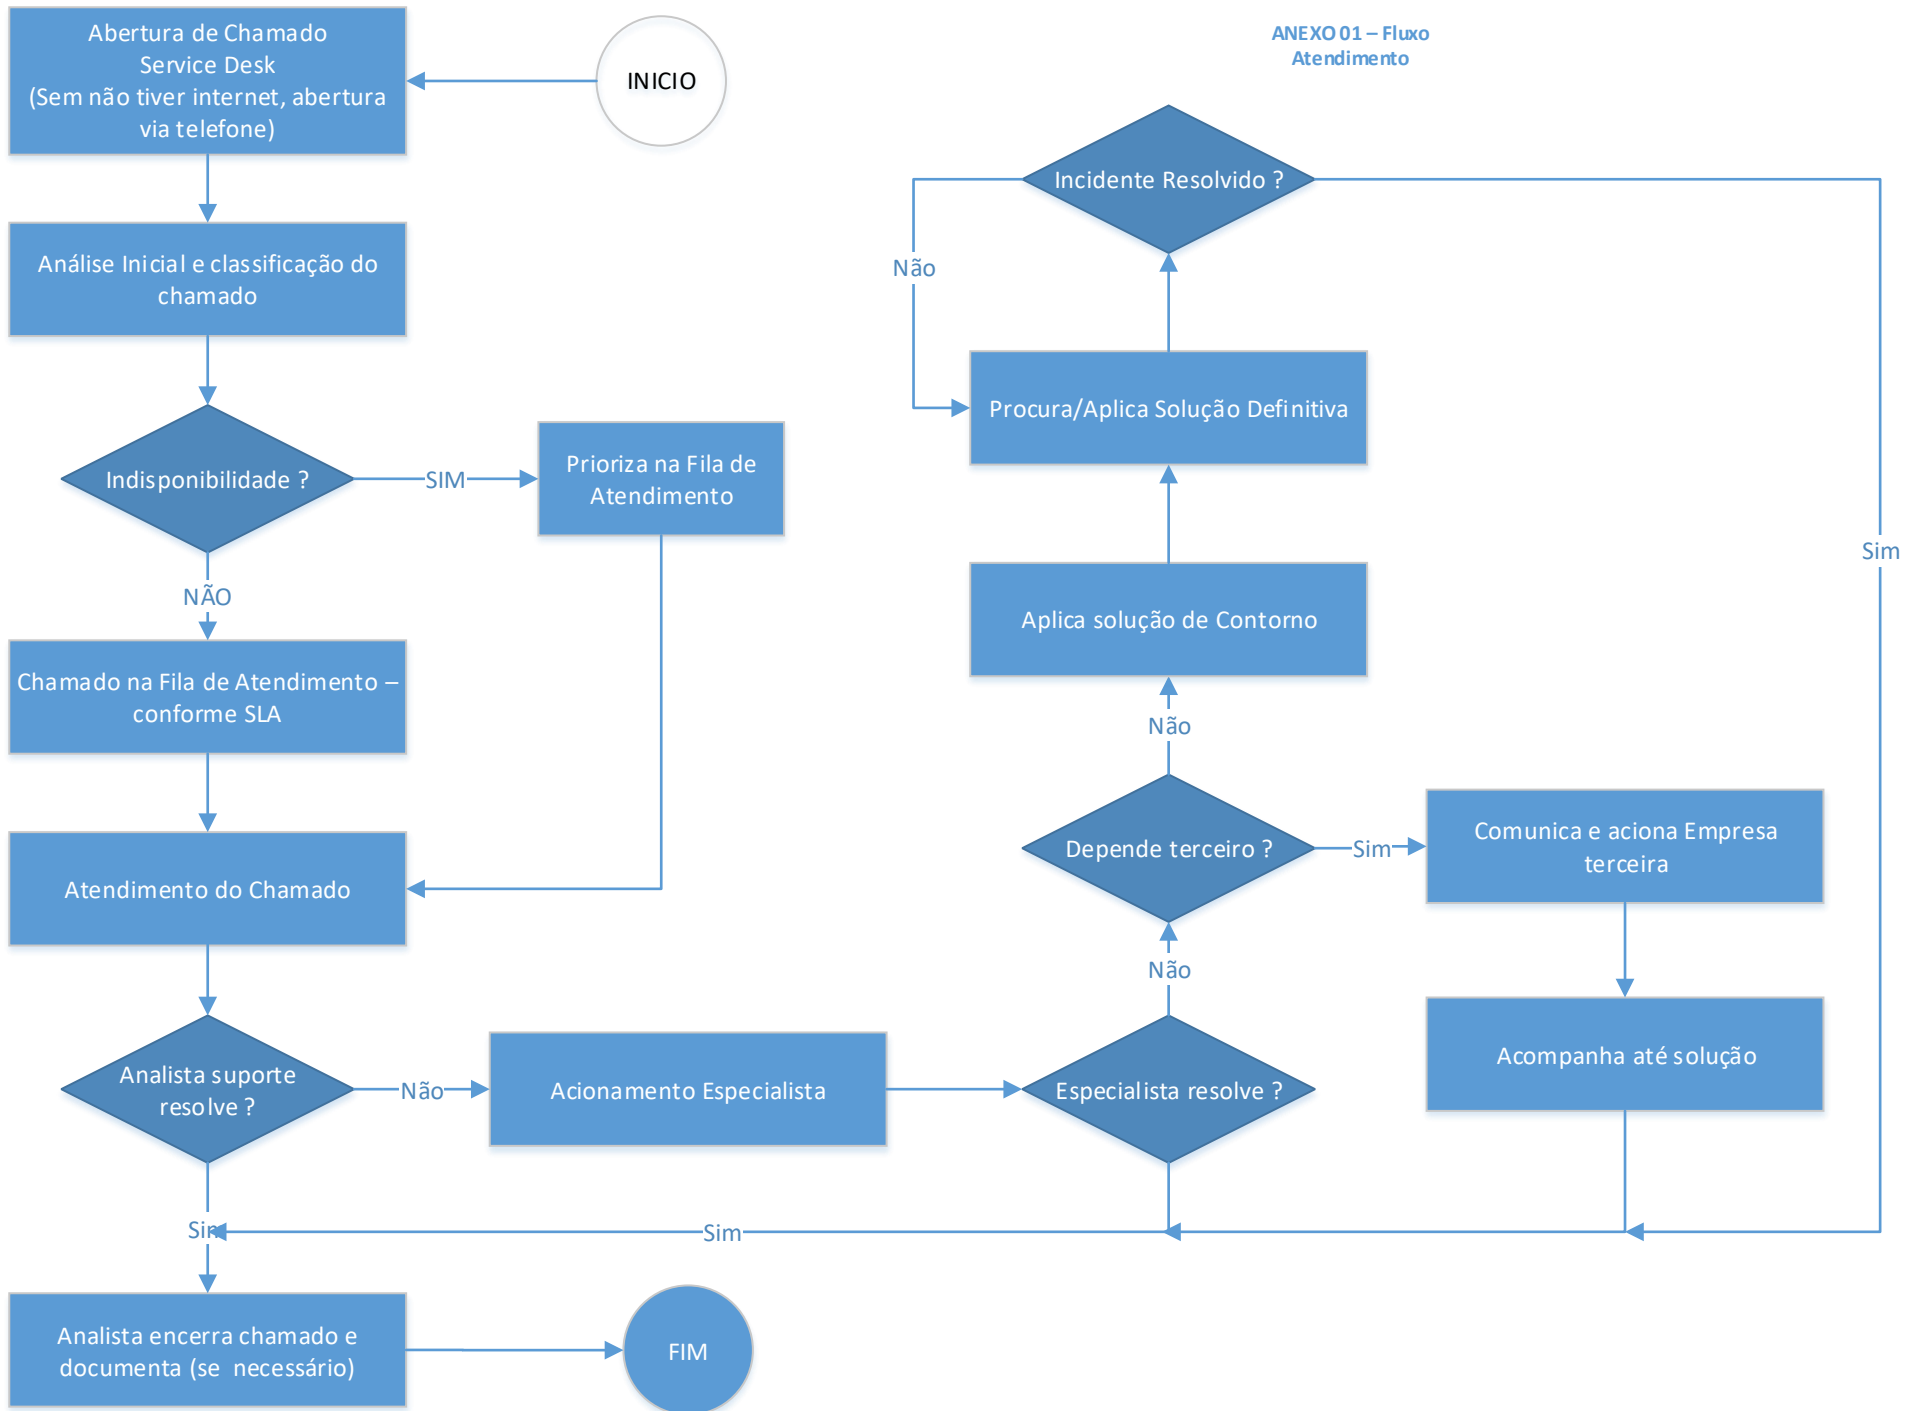 Abertura de Chamado
Service Desk
(Sem não tiver internet, abertura
via telefone)
INICIO
ANEXO 01 – Fluxo
Atendimento
Análise Inicial e classificação do
chamado
Indisponibilidade ?
SIM
Prioriza na Fila de
Atendimento
NÃO
Chamado na Fila de Atendimento –
conforme SLA
Atendimento do Chamado
Analista suporte
resolve ?
Não
Acionamento Especialista
Especialista resolve ?
Não
Depende terceiro ?
Sim
Comunica e aciona Empresa
terceira
Acompanha até solução
Não
Aplica solução de Contorno
Procura/Aplica Solução Definitiva
Incidente Resolvido ?
Não
Sim
Sim
Sim
Analista encerra chamado e
documenta (se necessário)
FIM